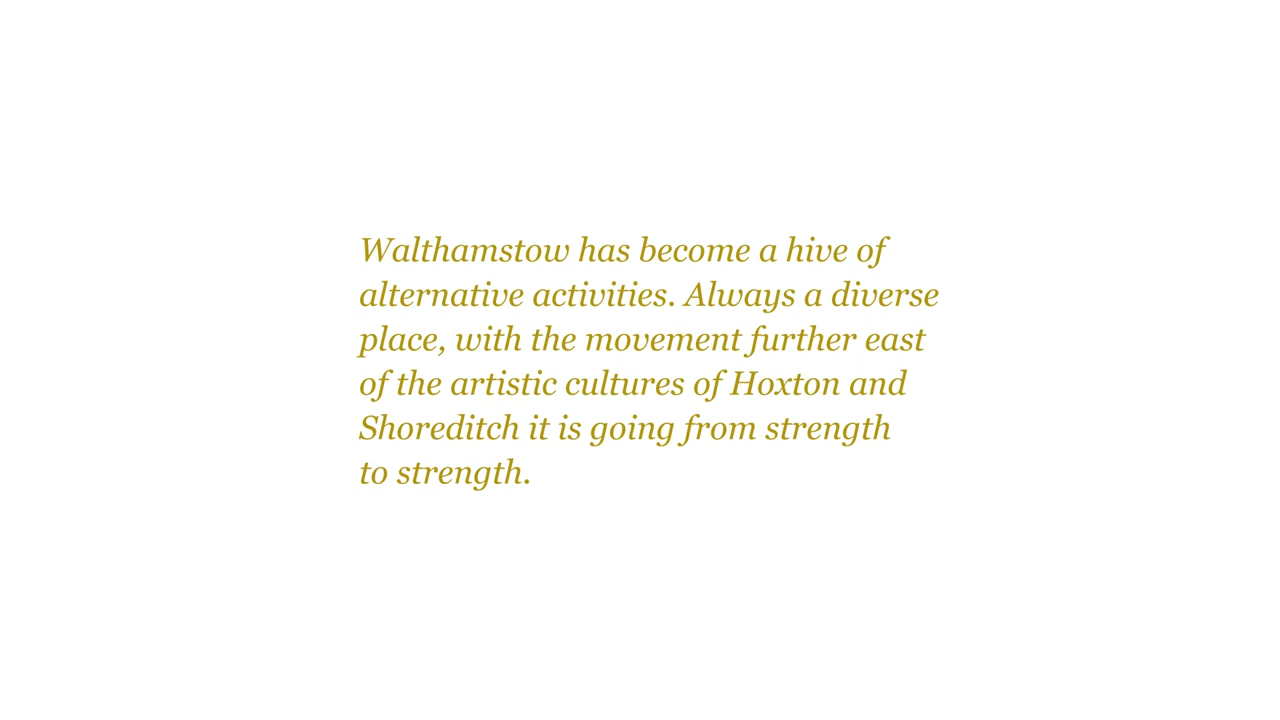 Walthamstow has become a hive of
alternative activities. Always a diverse
place, with the movement further east
of the artistic cultures of Hoxton and
Shoreditch it is going from strength
to strength.